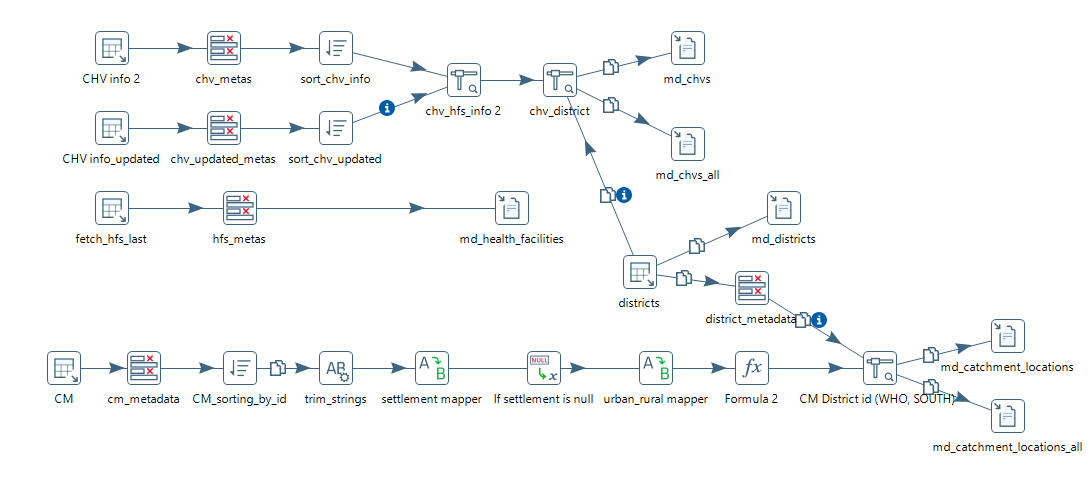 CHV info 2
chv_metas
sort_chv_info
md_chvs
chv_hfs_info 2
chv_district
CHV info_updated
chv_updated_metas
sort_chv_updated
md_chvs_all
fetch_hfs_last
hfs_metas
md_health_facilities
md_districts
districts
district_metadata
CM
cm_metadata
CM_sorting_by_id
AB
trim_strings
A
B
settlement mapper
NULL
x
If settlement is null
A
B
urban_rural mapper
fx
Formula 2
CM District id (WHO, SOUTH)
md_catchment_locations
md_catchment_locations_all